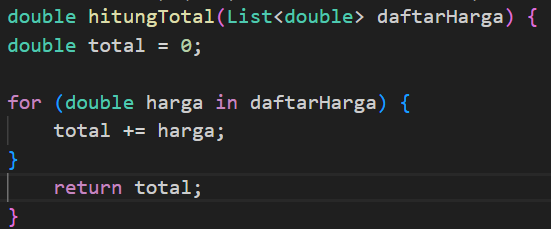 double hitungTotal(List<double> daftarHarga) {
double total = 0;

for (double harga in daftarHarga) {
    total += harga;
}
    return total;
}